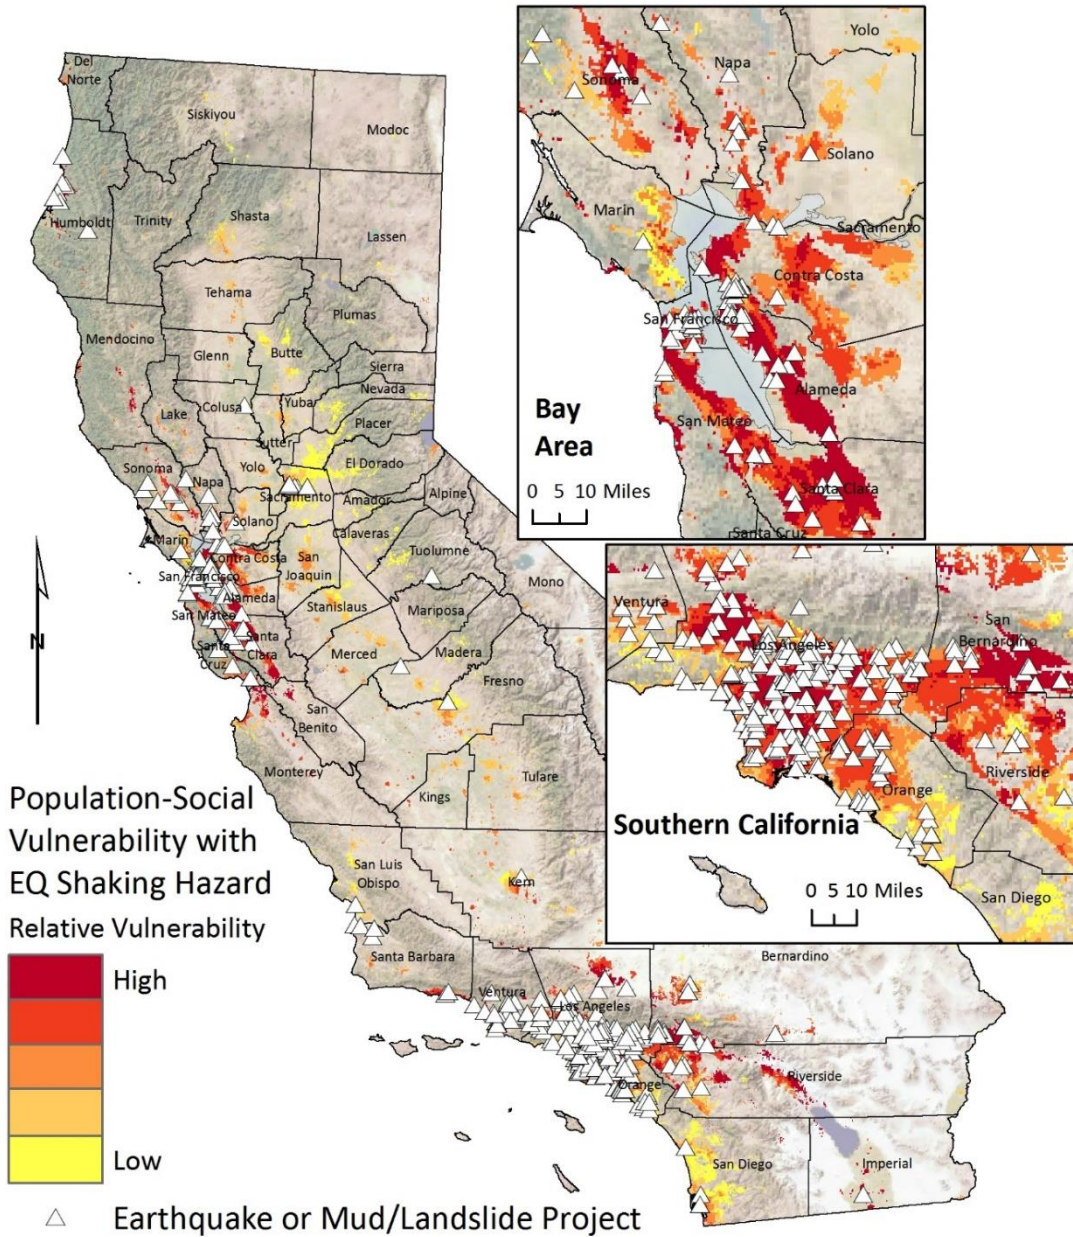 Del
Norte
Siskiyou
Modoc
Humboldt
Trinity
Shasta
Lassen
Tehama
Plumas
Mendocino
Glenn
Butte
Sierra
Nevada
Lake
Colusa
Yuba
Placer
Sutter
Sonoma
Napa
Yolo
El Dorado
Sacramento
Amador
Alpine
Solano
Marin
Calaveras
Contra Costa
San
Joaquin
Tuolumne
San Francisco
Alameda
Mono
Stanislaus
San Mateo
Mariposa
Santa
Cruz
Santa
Clara
Merced
Madera
Fresno
San
Benito
Monterey
Tulare
Kings
San Luis
Obispo
Kern
Santa Barbara
Ventura
Los Angeles
Bernardino
Orange
Riverside
San Diego
Imperial
N
Yolo
Napa
Sonoma
Solano
Marin
Sacramento
Contra Costa
San Francisco
Alameda
San Mateo
Santa Clara
Santa Cruz
Bay
Area
0 5 10 Miles
Ventura
Los Angeles
San
Bernardino
Riverside
Orange
San Diego
Southern California
0 5 10 Miles
Population-Social
Vulnerability with
EQ Shaking Hazard
Relative Vulnerability
High
Low
Earthquake or Mud/Landslide Project